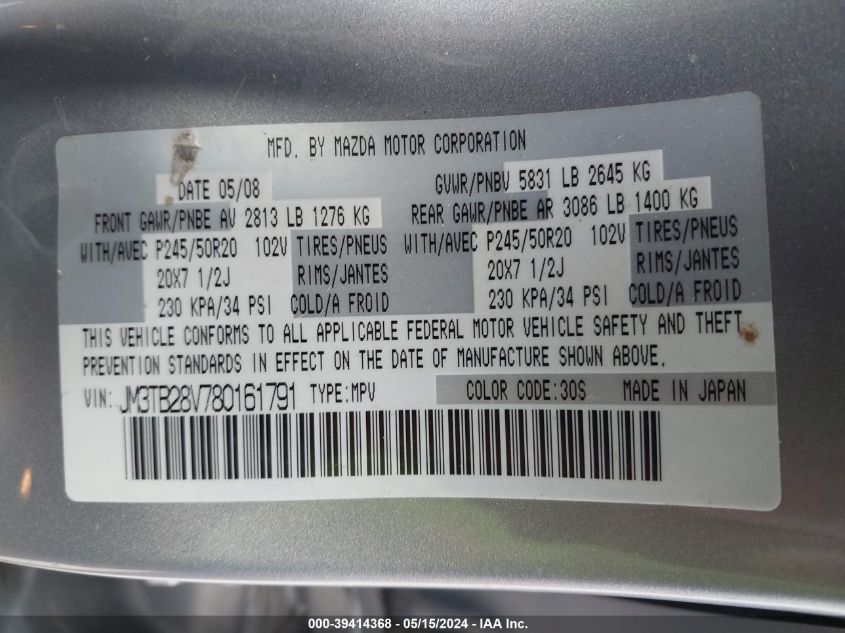 MFD. BY MAZDA MOTOR CORPORATION
DATE 05/08 GVWR/PNBV 5831 LB 2645 KG
FRONT GAWR/PNBE AV 2813 LB 1276 KG REAR GAWR/PNBE AR 3086 LB 1400 KG
WITH/AVEC P245/50R20 102V TIRES/PNEUS WITH/AVEC P245/50R20 102V TIRES/PNEUS
20X7 1/2J RIMS/JANTES 20X7 1/2J RIMS/JANTES
230 KPA/34 PSI COLD/A FROID 230 KPA/34 PSI COLD/A FROID
THIS VEHICLE CONFORMS TO ALL APPLICABLE FEDERAL MOTOR VEHICLE SAFETY AND THEFT
PREVENTION STANDARDS IN EFFECT ON THE DATE OF MANUFACTURE SHOWN ABOVE.
VIN: JM3TB28V780161791 TYPE:MPV COLOR CODE:30S MADE IN JAPAN
000-39414368 - 05/15/2024 - IAA Inc.